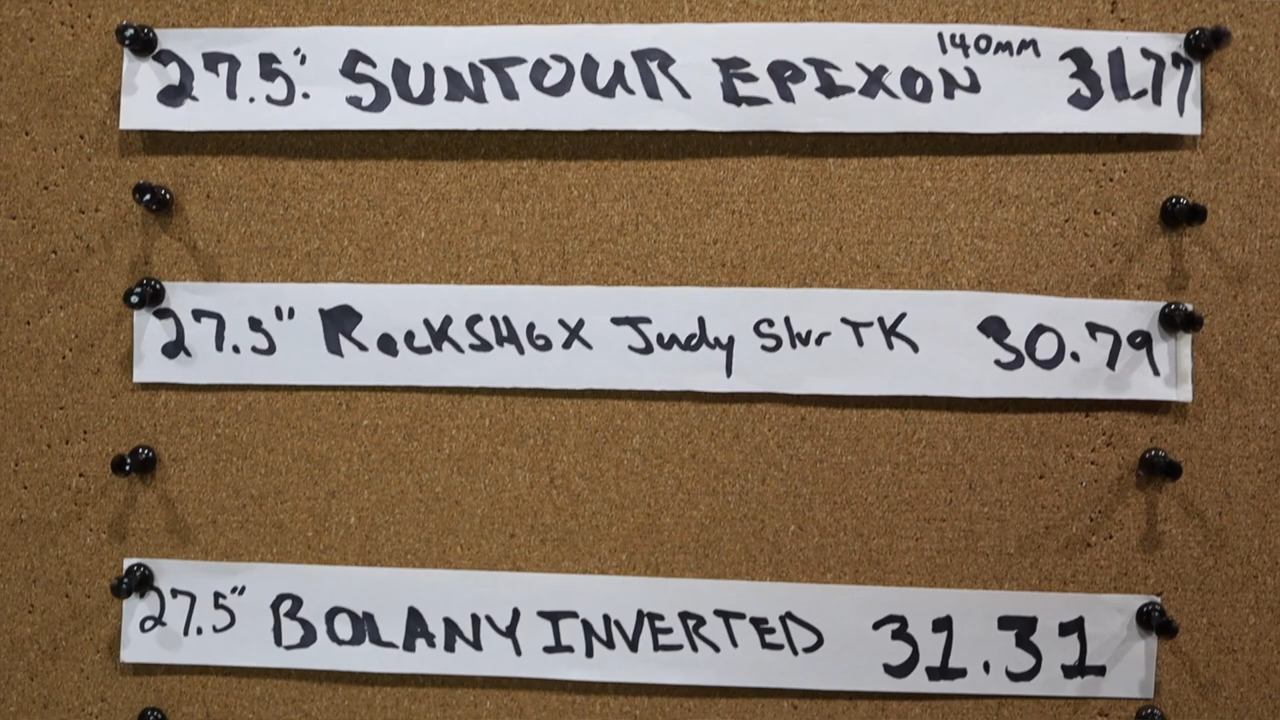 27.5" SUNTOUR EPIXON 140mm 31.77
27.5" RockSHox Judy Slvr TK 30.79
27.5" BOLANY INVERTED 31.31